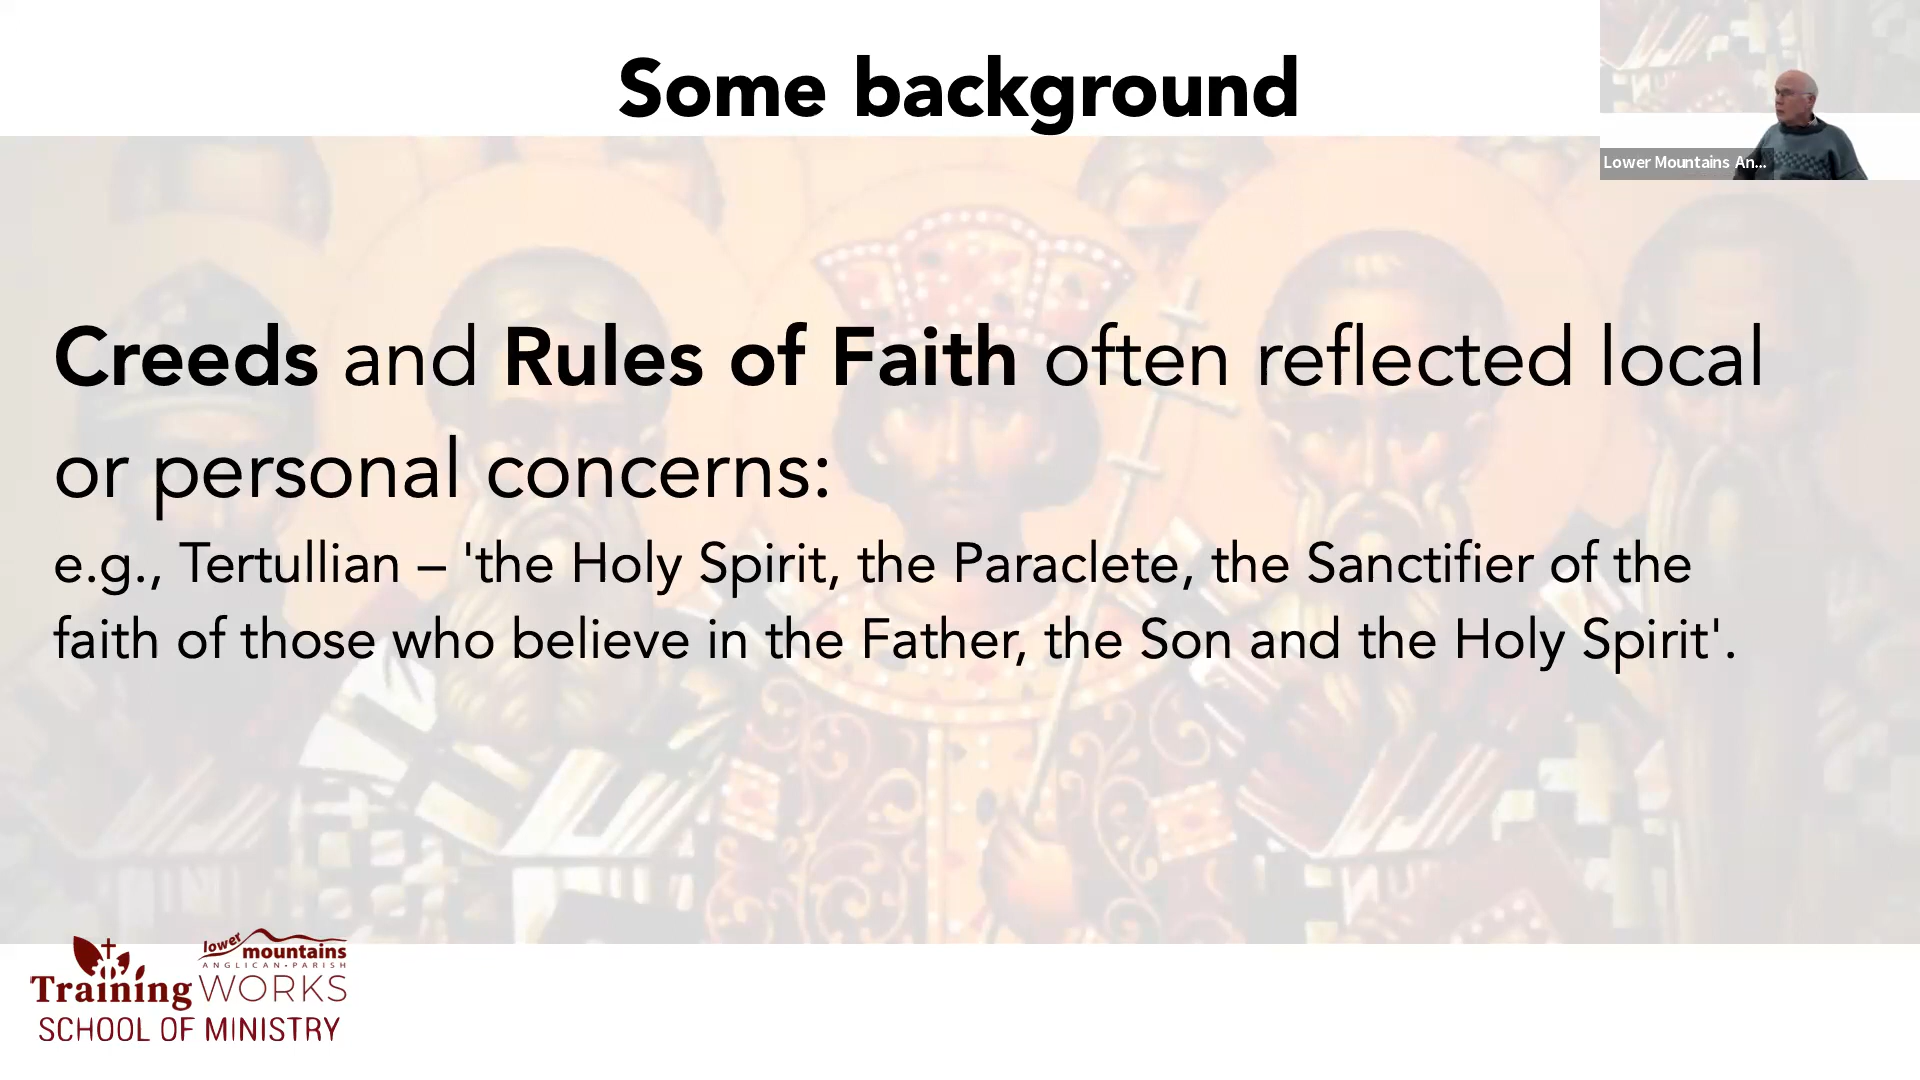 Some background
Lower Mountains An...
Creeds and Rules of Faith often reflected local
or personal concerns:
e.g., Tertullian – 'the Holy Spirit, the Paraclete, the Sanctifier of the
faith of those who believe in the Father, the Son and the Holy Spirit'.
lower
mountains
ANGLICAN•PARISH
Training WORKS
SCHOOL OF MINISTRY